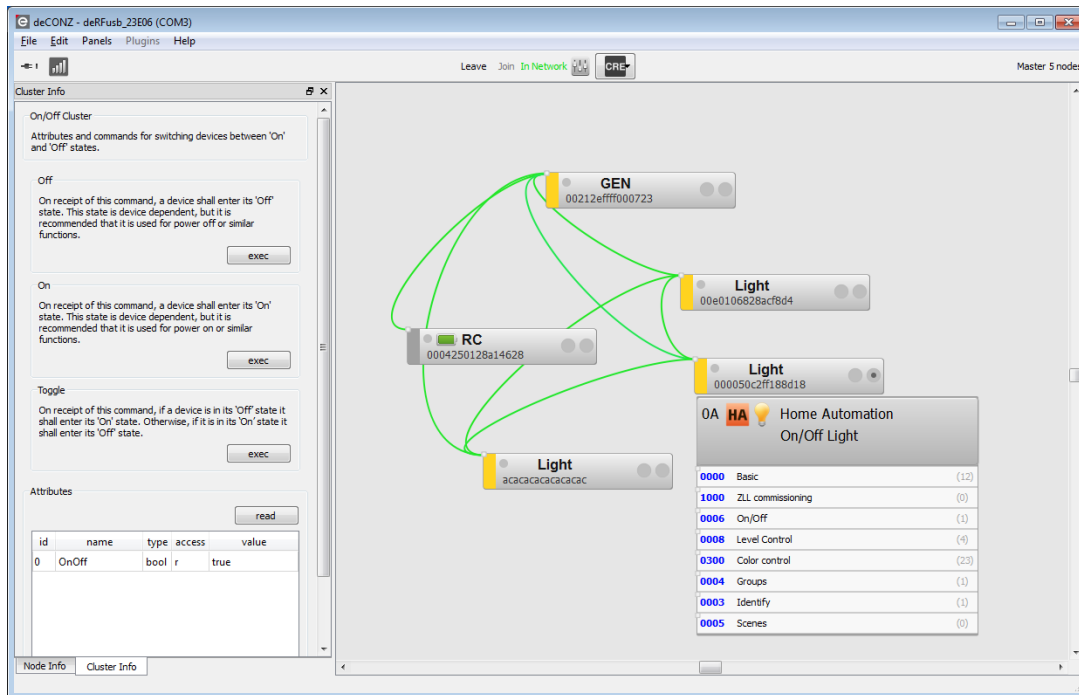 deCONZ - deRFusb_23E06 (COM3)
File Edit Panels Plugins Help
Leave Join In Network CRE Master 5 nodes
Cluster Info
On/Off Cluster
Attributes and commands for switching devices between 'On'
and 'Off' states.
Off
On receipt of this command, a device shall enter its 'Off'
state. This state is device dependent, but it is
recommended that it is used for power off or similar
functions.
exec
On
On receipt of this command, a device shall enter its 'On'
state. This state is device dependent, but it is
recommended that it is used for power on or similar
functions.
exec
Toggle
On receipt of this command, if a device is in its 'Off' state it
shall enter its 'On' state. Otherwise, if it is in its 'On' state it
shall enter its 'Off' state.
exec
Attributes
read
id name type access value
0 OnOff bool r true
Node Info Cluster Info
GEN
00212effff000723
Light
00e0106828acf8d4
RC
0004250128a14628
Light
000050c2ff188d18
Light
acacacacacacacac
0A HA Home Automation
On/Off Light
0000 Basic (12)
1000 ZLL commissioning (0)
0006 On/Off (1)
0008 Level Control (4)
0300 Color control (23)
0004 Groups (1)
0003 Identify (1)
0005 Scenes (0)